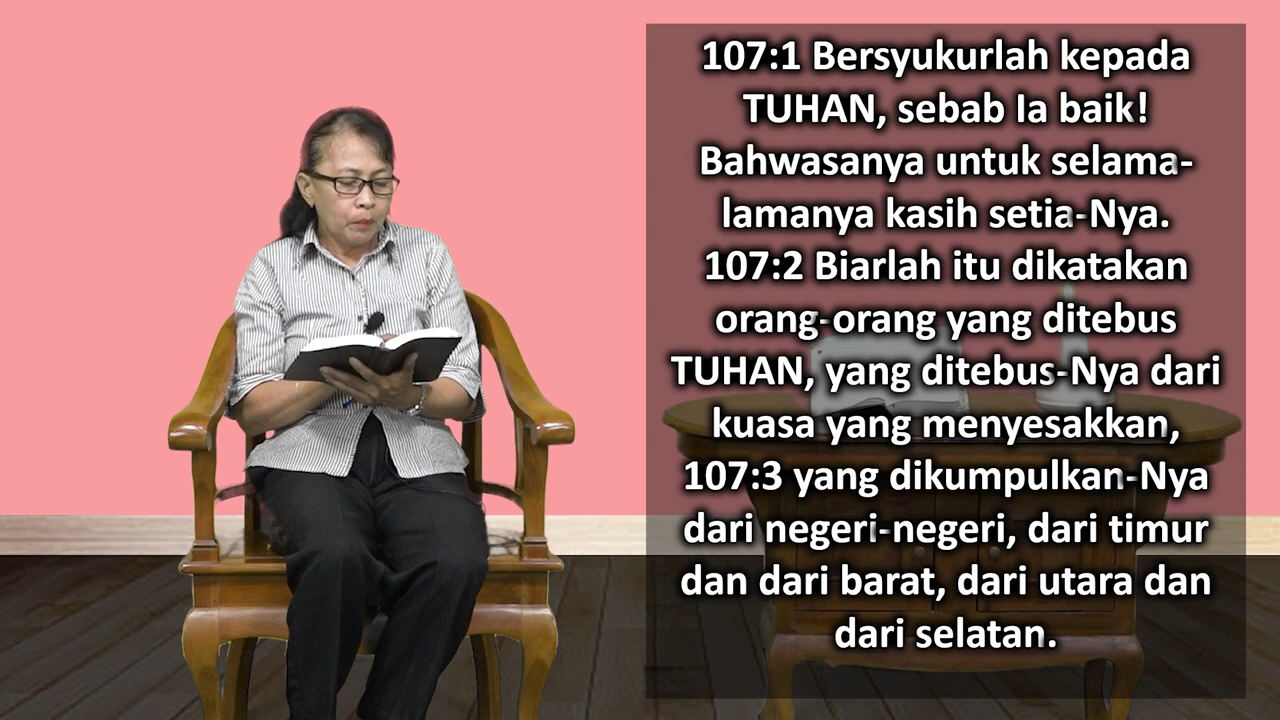 107:1 Bersyukurlah kepada
TUHAN, sebab Ia baik!
Bahwasanya untuk selama-
lamanya kasih setia-Nya.
107:2 Biarlah itu dikatakan
orang-orang yang ditebus
TUHAN, yang ditebus-Nya dari
kuasa yang menyesakkan,
107:3 yang dikumpulkan-Nya
dari negeri-negeri, dari timur
dan dari barat, dari utara dan
dari selatan.